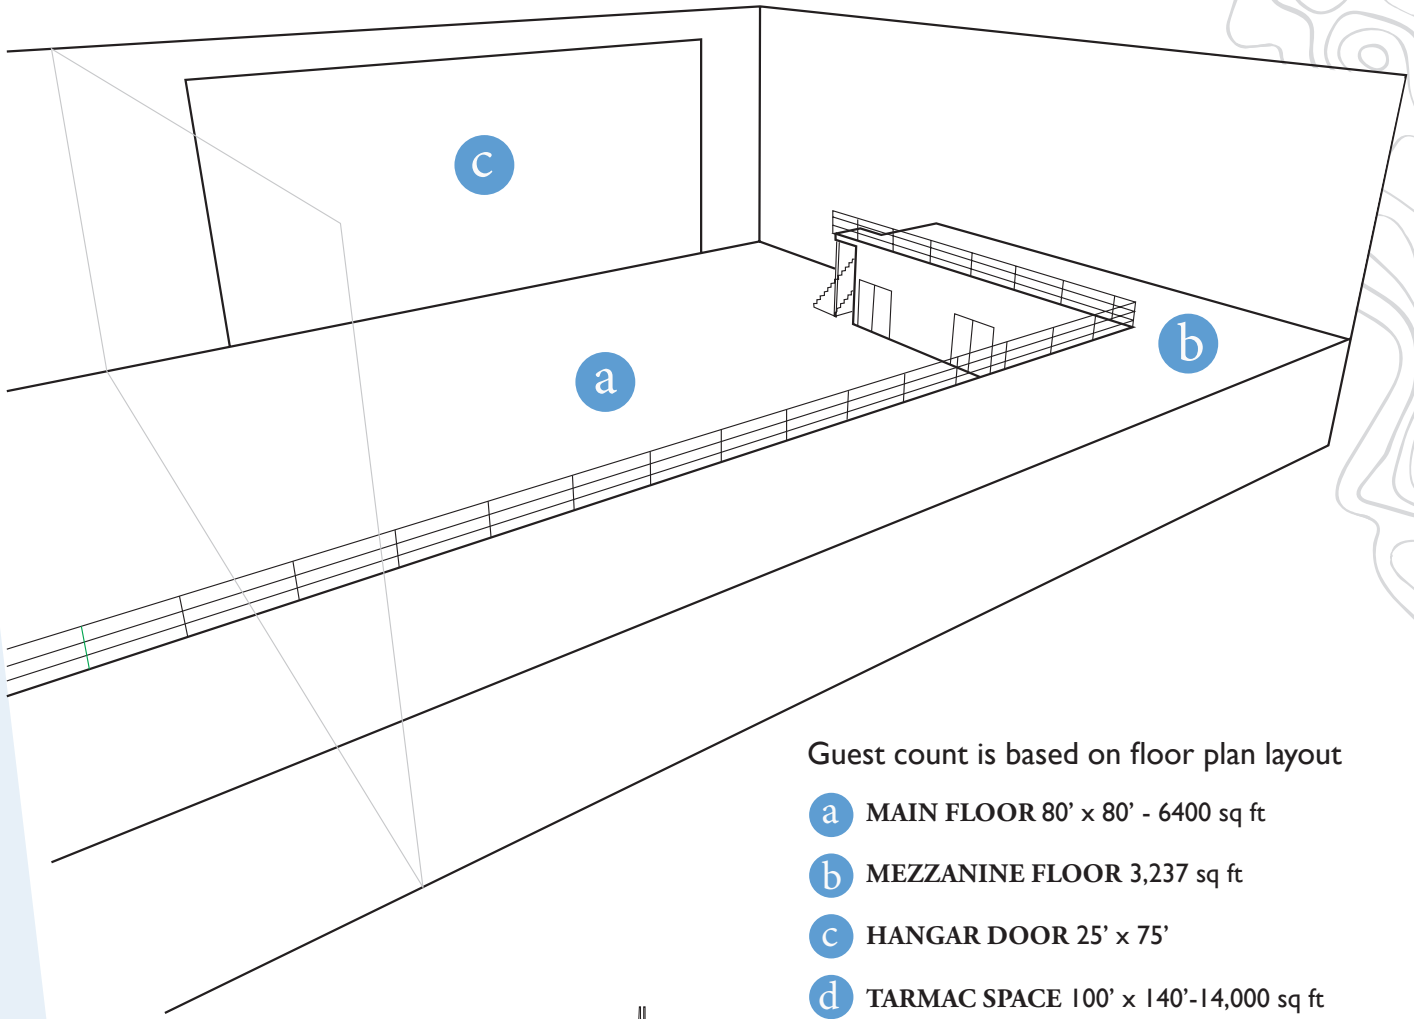 c
b
a
Guest count is based on floor plan layout
a MAIN FLOOR 80’ x 80’ - 6400 sq ft
b MEZZANINE FLOOR 3,237 sq ft
c HANGAR DOOR 25’ x 75’
d TARMAC SPACE 100’ x 140’-14,000 sq ft